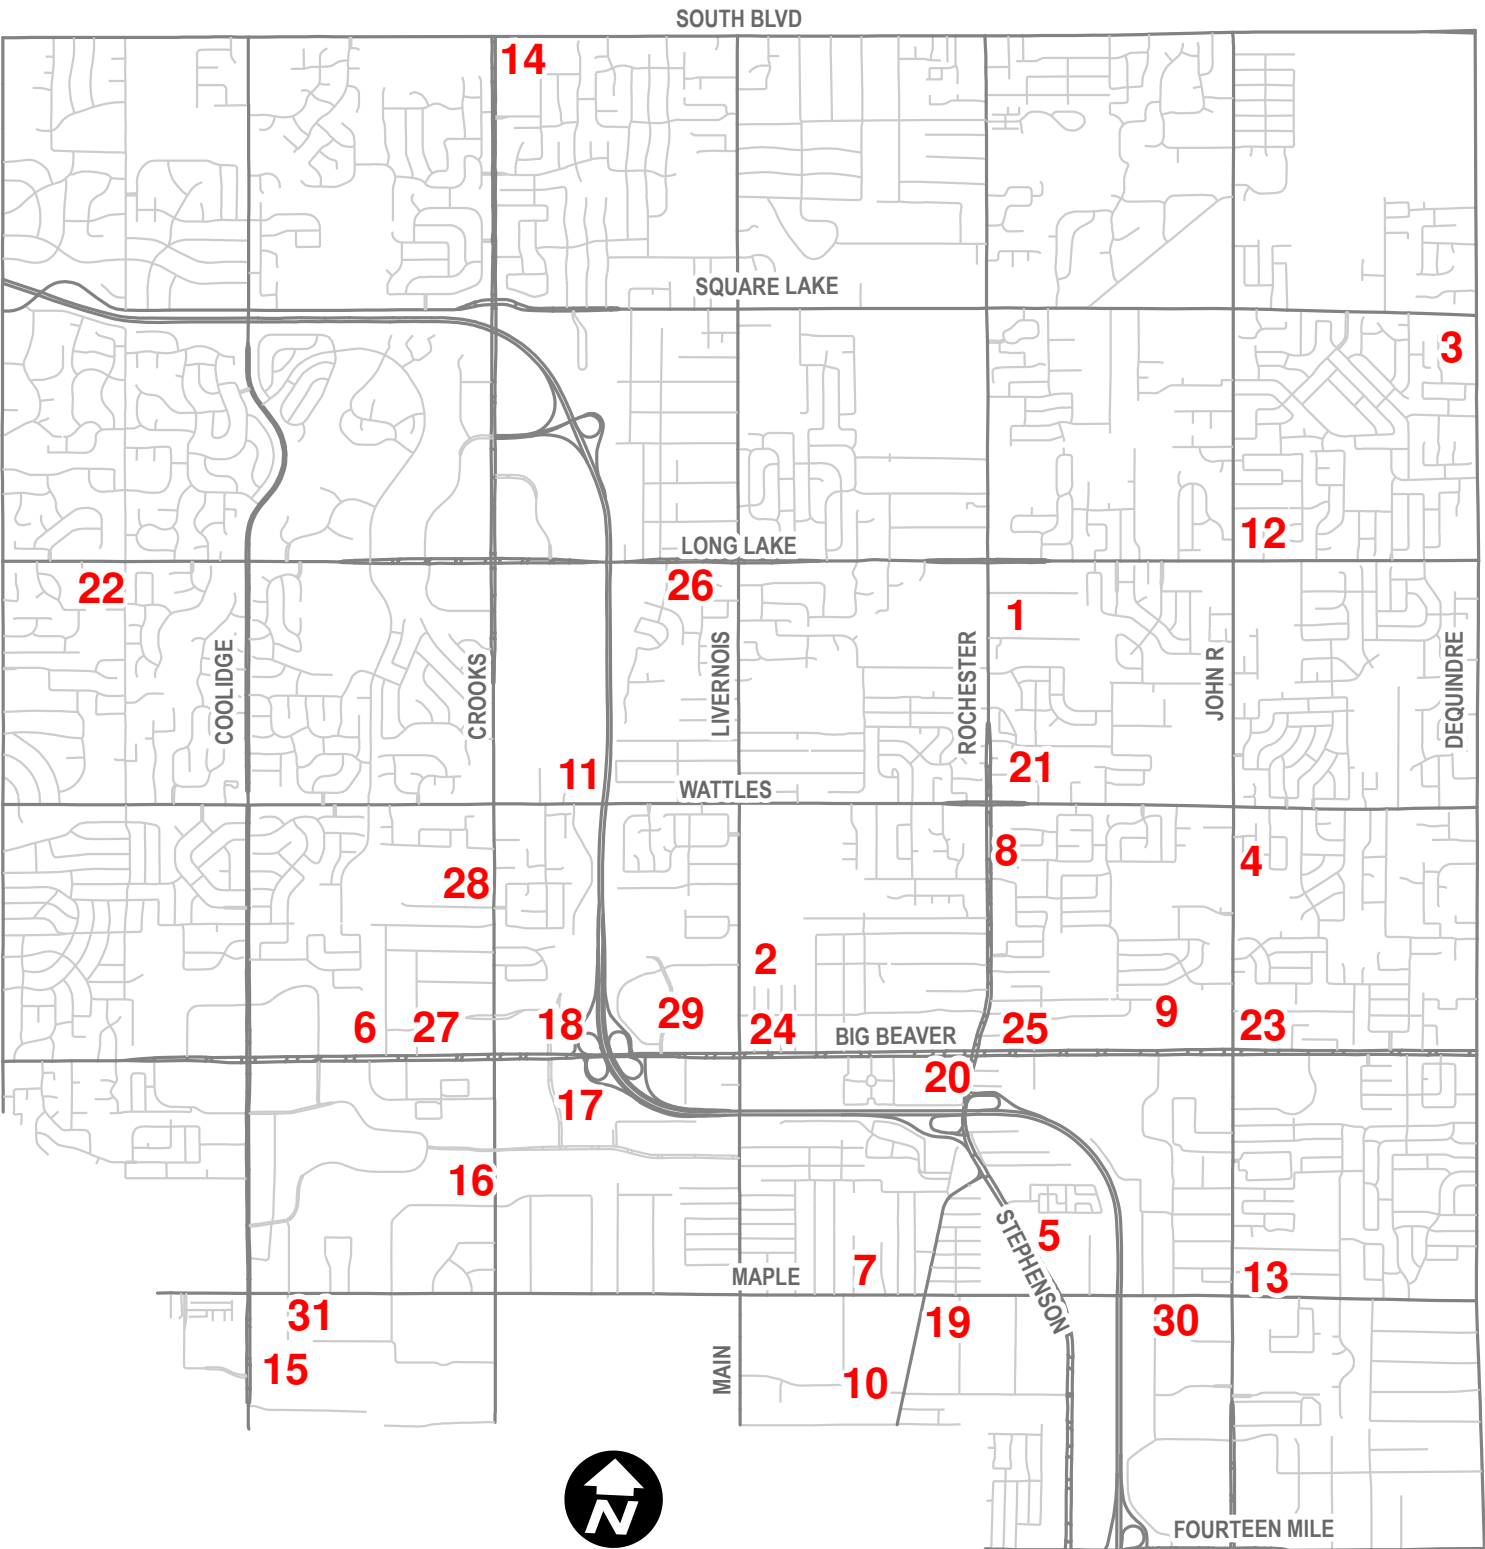 SOUTH BLVD
14
SQUARE LAKE
3
12
LONG LAKE
22
26
1
COOLIDGE
CROOKS
LIVERNOIS
ROCHESTER
JOHN R
DEQUINDRE
11
21
WATTLES
8
4
28
2
6
27
18
29
24
BIG BEAVER
25
9
23
20
17
16
STEPHENSON
5
7
MAPLE
13
31
19
30
15
MAIN
10
N
FOURTEEN MILE